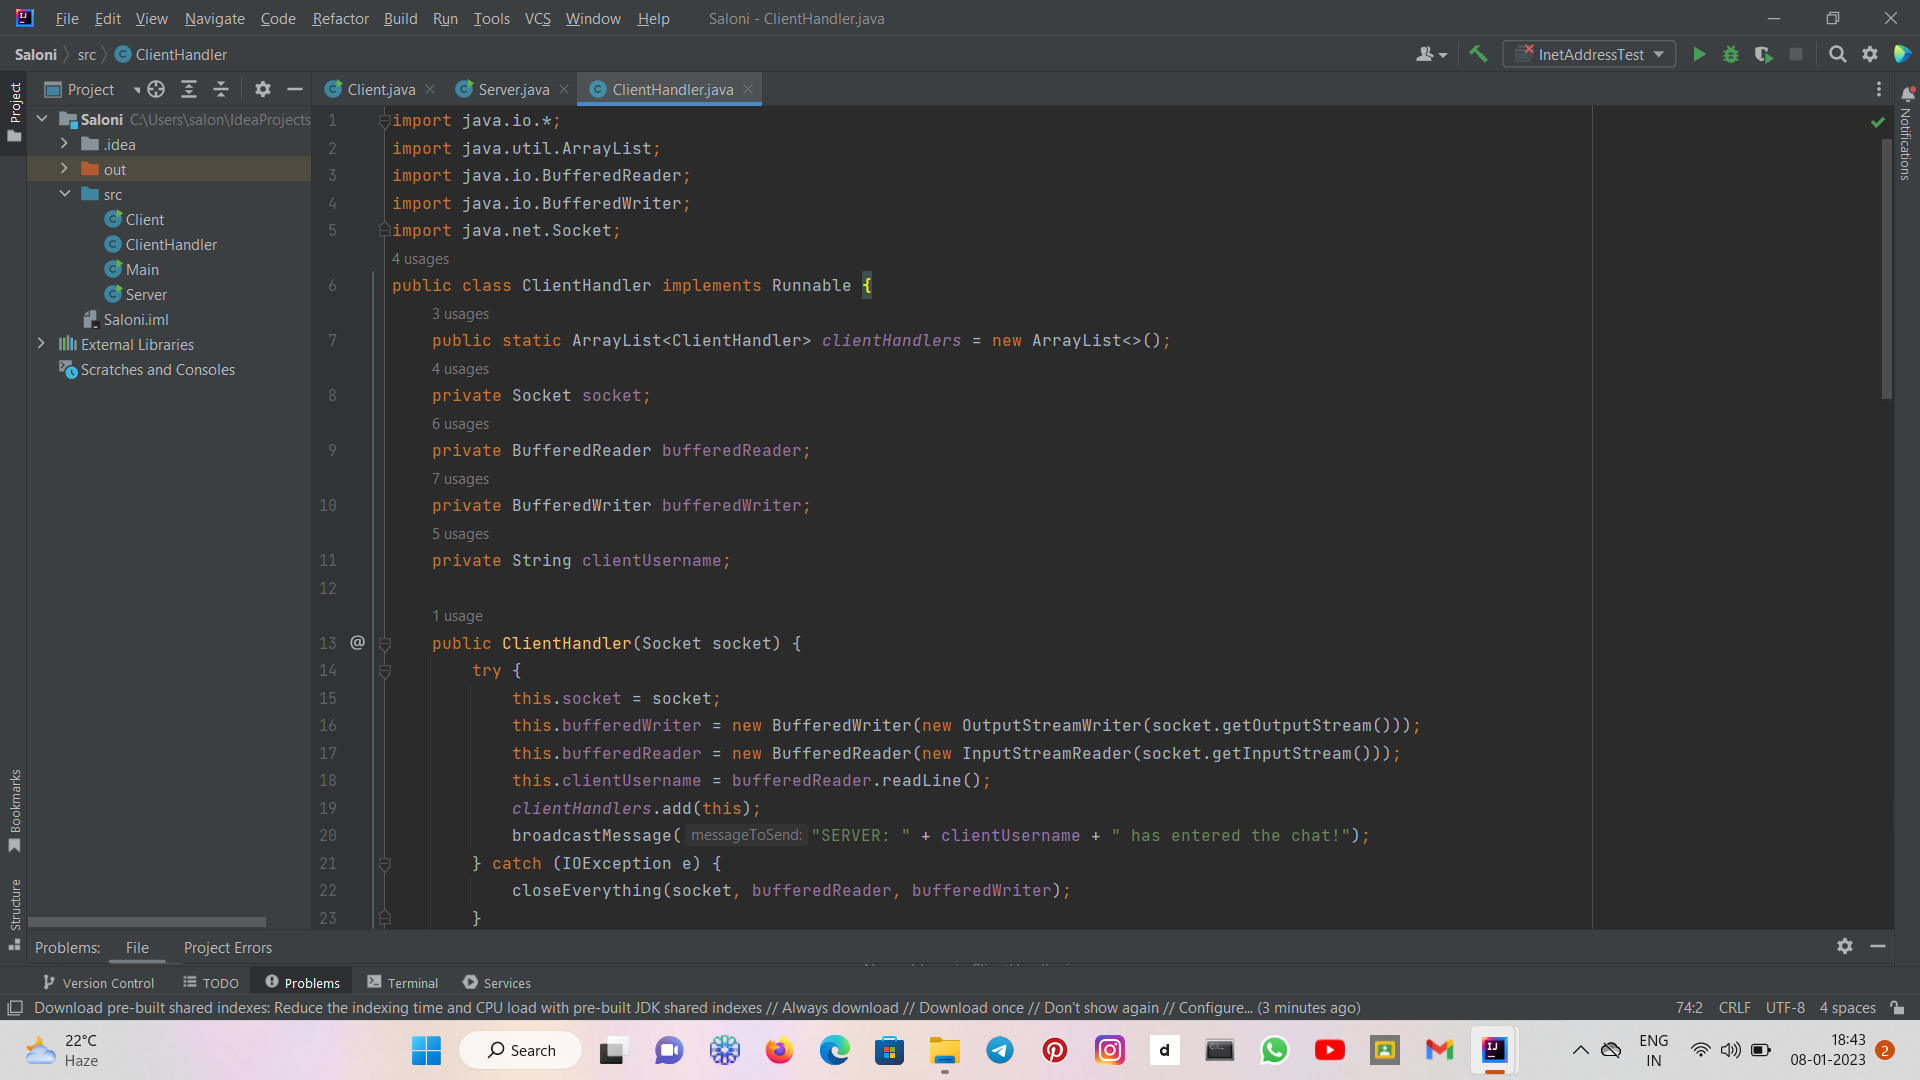 File Edit View Navigate Code Refactor Build Run Tools VCS Window Help Saloni - ClientHandler.java
Saloni src ClientHandler InetAddressTest
Project Client.java Server.java ClientHandler.java
Project
Notifications
Bookmarks
Structure
Saloni C:\Users\salon\IdeaProjects
.idea
out
src
Client
ClientHandler
Main
Server
Saloni.iml
External Libraries
Scratches and Consoles
1 import java.io.*;
2 import java.util.ArrayList;
3 import java.io.BufferedReader;
4 import java.io.BufferedWriter;
5 import java.net.Socket;
4 usages
6 public class ClientHandler implements Runnable {
3 usages
7 public static ArrayList<ClientHandler> clientHandlers = new ArrayList<>();
4 usages
8 private Socket socket;
6 usages
9 private BufferedReader bufferedReader;
7 usages
10 private BufferedWriter bufferedWriter;
5 usages
11 private String clientUsername;
12
1 usage
13 @ public ClientHandler(Socket socket) {
14 try {
15 this.socket = socket;
16 this.bufferedWriter = new BufferedWriter(new OutputStreamWriter(socket.getOutputStream()));
17 this.bufferedReader = new BufferedReader(new InputStreamReader(socket.getInputStream()));
18 this.clientUsername = bufferedReader.readLine();
19 clientHandlers.add(this);
20 broadcastMessage( messageToSend: "SERVER: " + clientUsername + " has entered the chat!");
21 } catch (IOException e) {
22 closeEverything(socket, bufferedReader, bufferedWriter);
23 }
Problems: File Project Errors
Version Control TODO Problems Terminal Services
Download pre-built shared indexes: Reduce the indexing time and CPU load with pre-built JDK shared indexes // Always download // Download once // Don't show again // Configure... (3 minutes ago) 74:2 CRLF UTF-8 4 spaces
22°C
Haze
Search
ENG
IN
18:43
08-01-2023
2